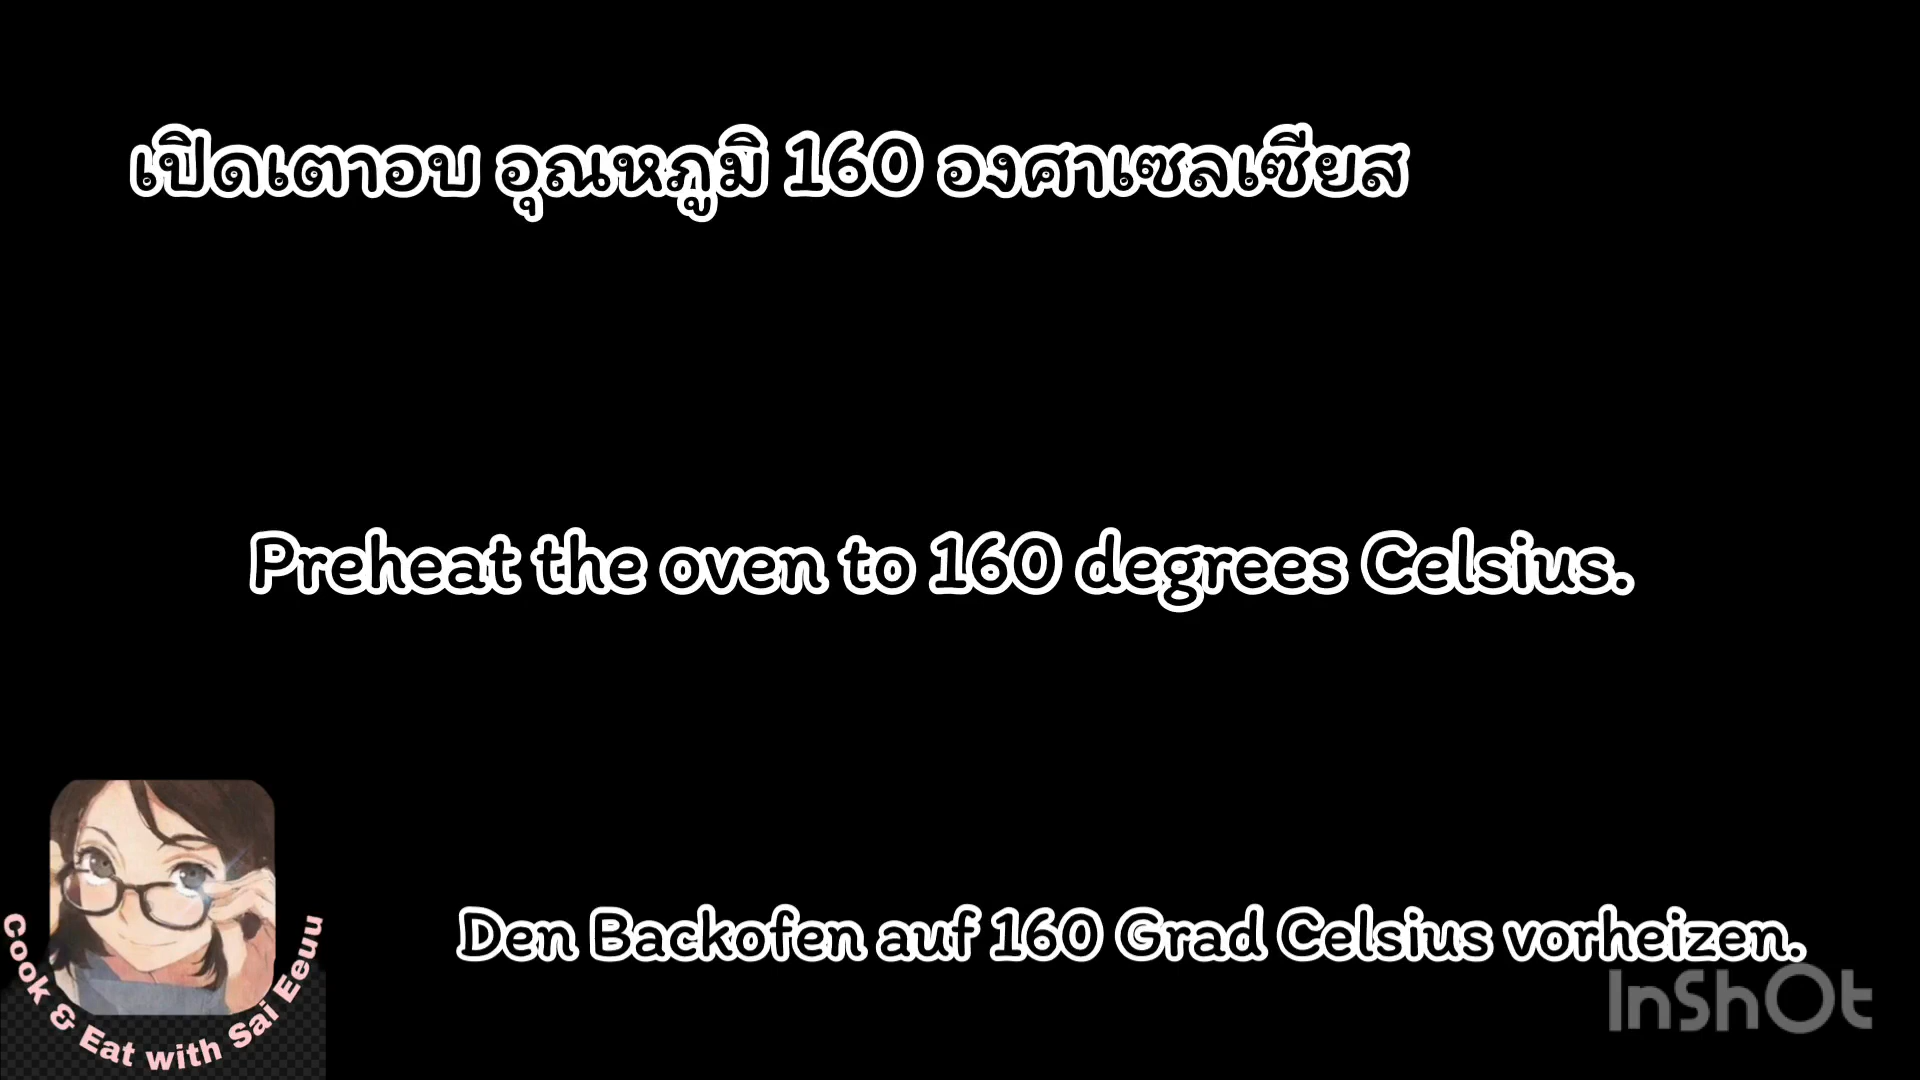 เปิดเตาอบ อุณหภูมิ 160 องศาเซลเซียส
Preheat the oven to 160 degrees Celsius.
Den Backofen auf 160 Grad Celsius vorheizen.
Cook & Eat with Sai Eeuu
InShOt